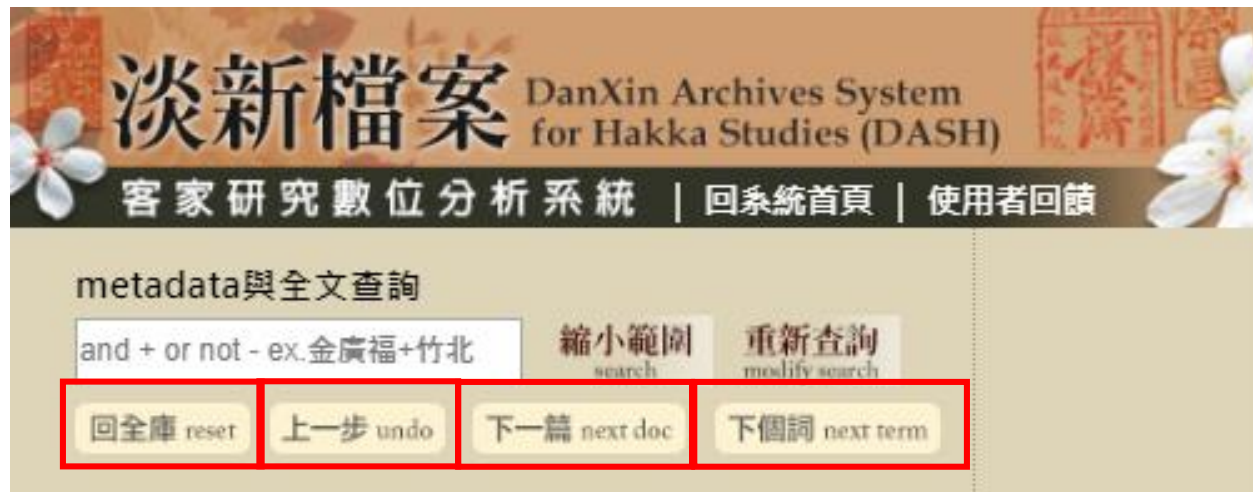 淡新檔案 DanXin Archives System
for Hakka Studies (DASH)
客家研究數位分析系統 | 回系統首頁 | 使用者回饋
metadata與全文查詢
and + or not - ex.金廣福+竹北 縮小範圍 重新查詢
search modify search
回全庫 reset 上一步 undo 下一篇 next doc 下個詞 next term